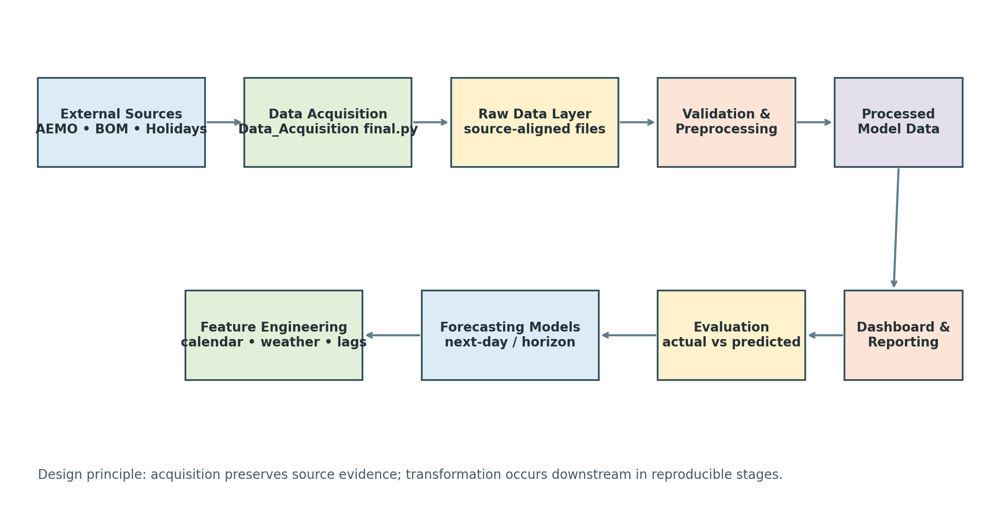 External Sources
AEMO • BOM • Holidays
Data Acquisition
Data_Acquisition final.py
Raw Data Layer
source-aligned files
Validation &
Preprocessing
Processed
Model Data
Feature Engineering
calendar • weather • lags
Forecasting Models
next-day / horizon
Evaluation
actual vs predicted
Dashboard &
Reporting
Design principle: acquisition preserves source evidence; transformation occurs downstream in reproducible stages.